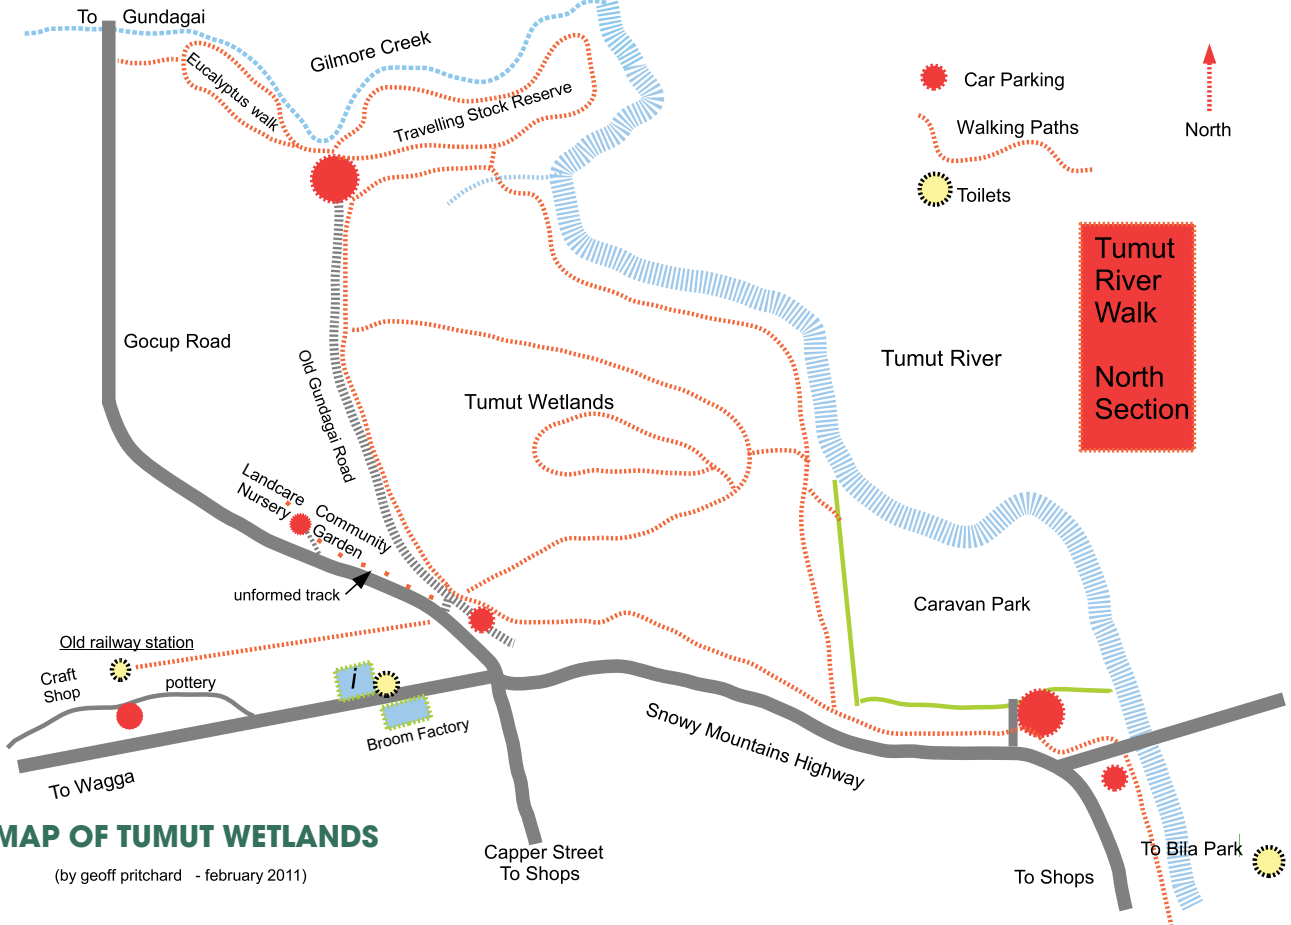 To Gundagai
Gilmore Creek
Eucalyptus walk
Travelling Stock Reserve
Car Parking
Walking Paths
Toilets
North
Tumut
River
Walk
North
Section
Gocup Road
Old Gundagai Road
Tumut River
Tumut Wetlands
Landcare
Nursery
Community
Garden
unformed track
Caravan Park
Old railway station
Craft
Shop
pottery
i
Broom Factory
Snowy Mountains Highway
To Wagga
MAP OF TUMUT WETLANDS
(by geoff pritchard - february 2011)
Capper Street
To Shops
To Bila Park
To Shops